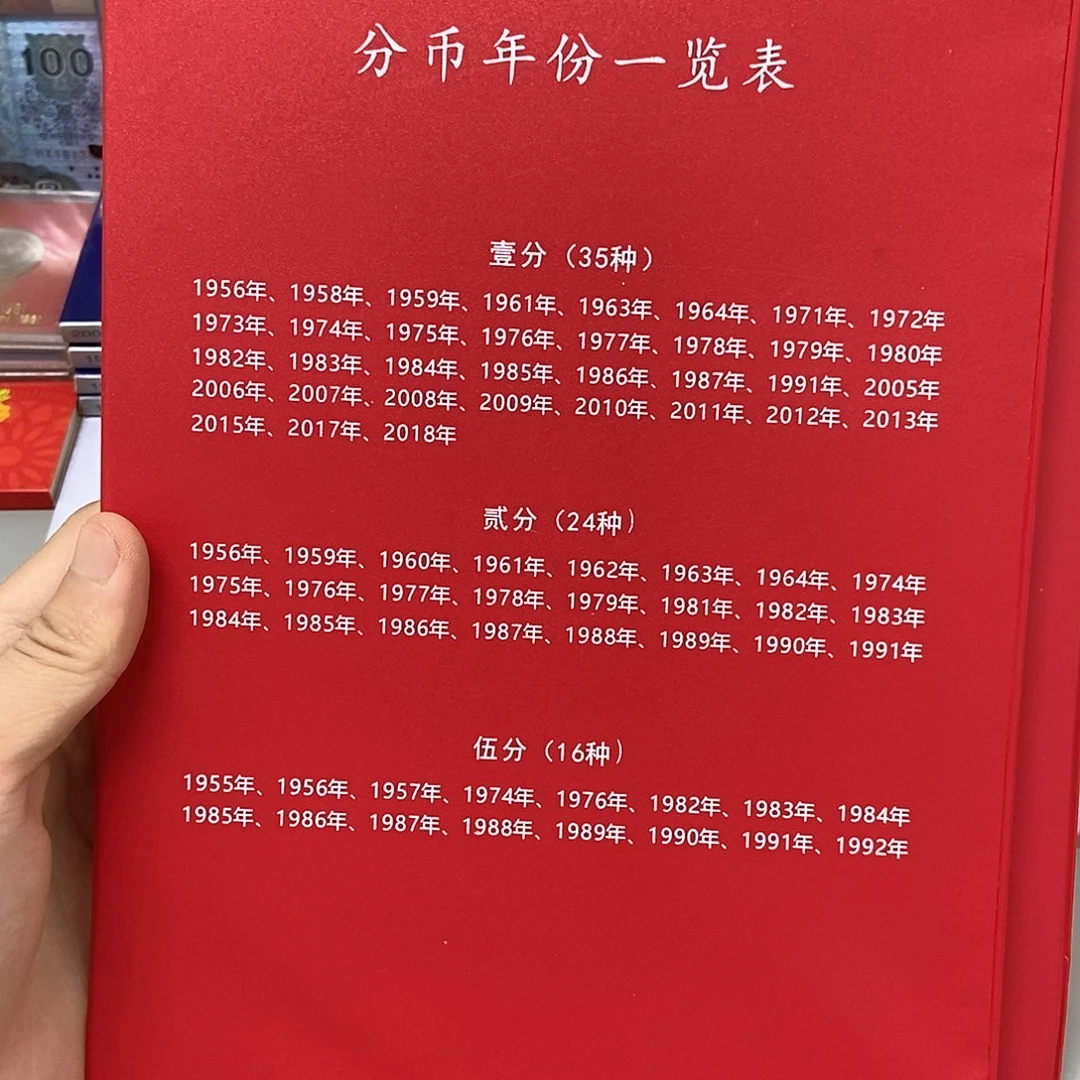 100
分币年份一览表
壹分（35种）
1956年、1958年、1959年、1961年、1963年、1964年、1971年、1972年
1973年、1974年、1975年、1976年、1977年、1978年、1979年、1980年
1982年、1983年、1984年、1985年、1986年、1987年、1991年、2005年
2006年、2007年、2008年、2009年、2010年、2011年、2012年、2013年
2015年、2017年、2018年
贰分（24种）
1956年、1959年、1960年、1961年、1962年、1963年、1964年、1974年
1975年、1976年、1977年、1978年、1979年、1981年、1982年、1983年
1984年、1985年、1986年、1987年、1988年、1989年、1990年、1991年
伍分（16种）
1955年、1956年、1957年、1974年、1976年、1982年、1983年、1984年
1985年、1986年、1987年、1988年、1989年、1990年、1991年、1992年